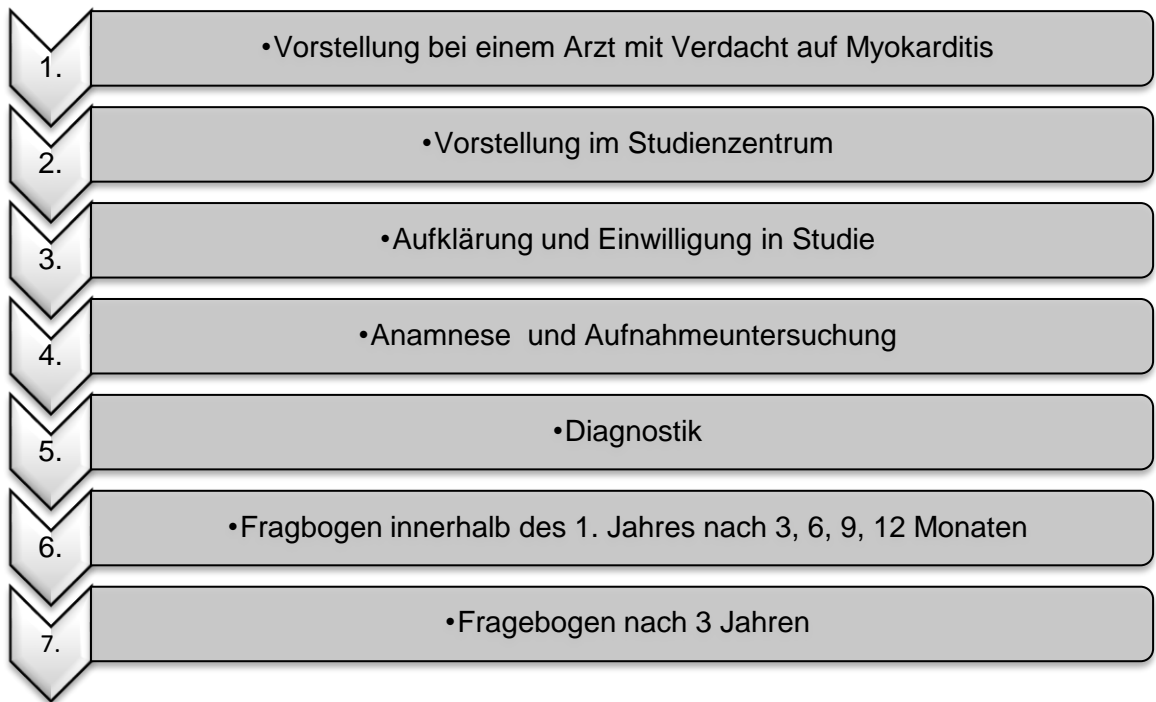 1. •Vorstellung bei einem Arzt mit Verdacht auf Myokarditis
2. •Vorstellung im Studienzentrum
3. •Aufklärung und Einwilligung in Studie
4. •Anamnese  und Aufnahmeuntersuchung
5. •Diagnostik
6. •Fragbogen innerhalb des 1. Jahres nach 3, 6, 9, 12 Monaten
7. •Fragebogen nach 3 Jahren